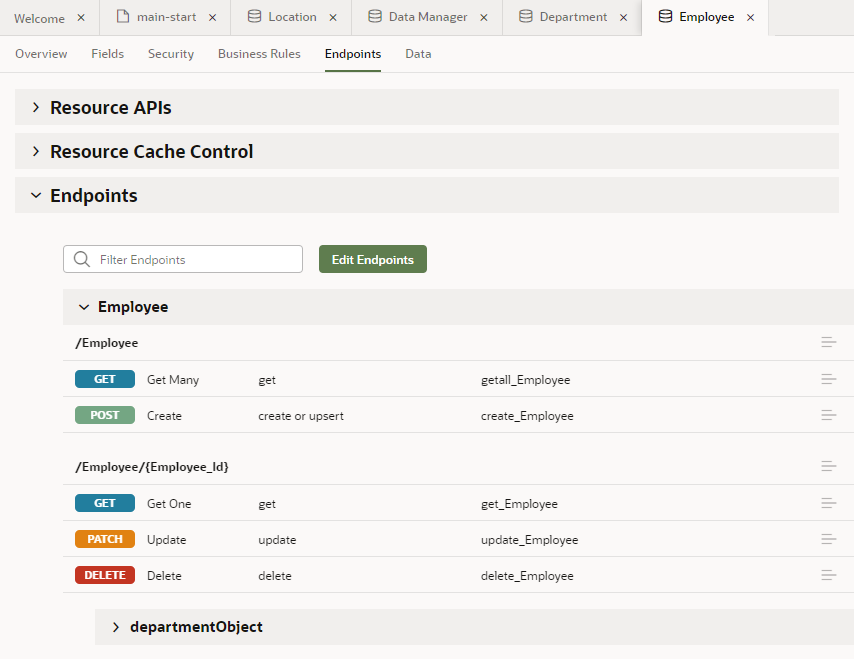 Welcome × main-start × Location × Data Manager × Department × Employee ×
Overview Fields Security Business Rules Endpoints Data
Resource APIs
Resource Cache Control
Endpoints
Filter Endpoints Edit Endpoints
Employee
/Employee
GET Get Many get getall_Employee
POST Create create or upsert create_Employee
/Employee/{Employee_Id}
GET Get One get get_Employee
PATCH Update update update_Employee
DELETE Delete delete delete_Employee
departmentObject